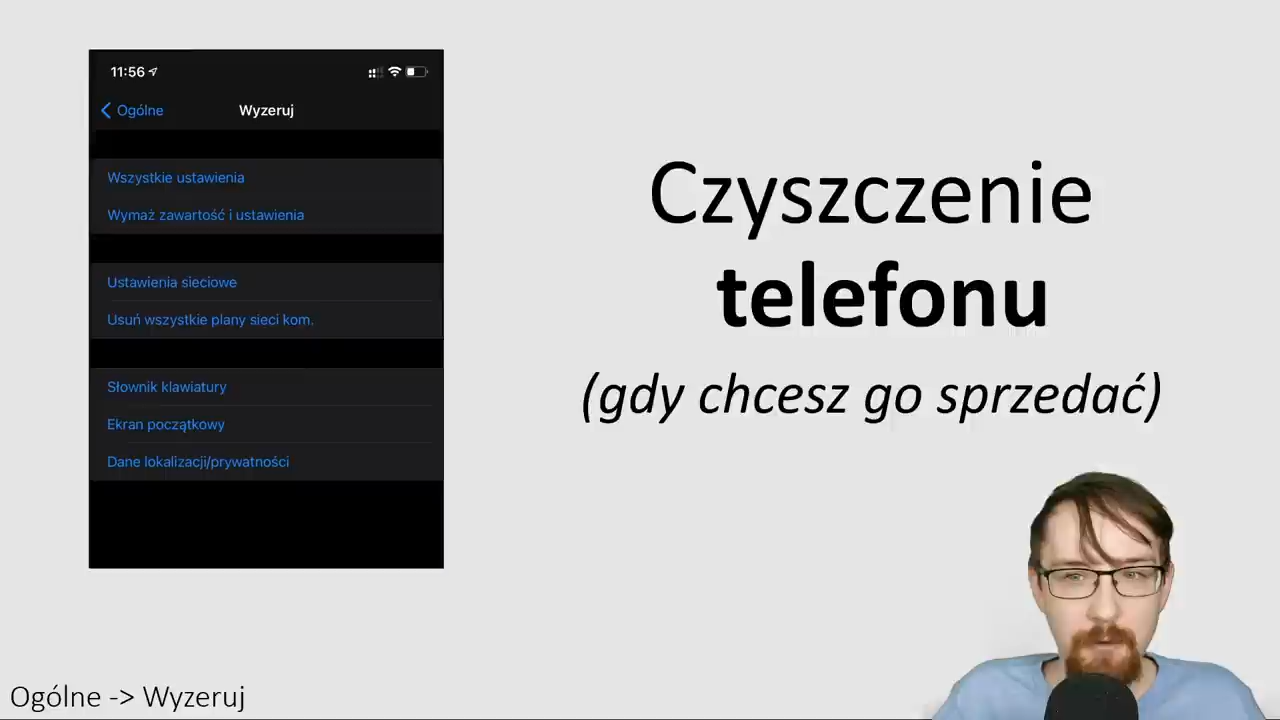 11:56
Ogólne
Wyzeruj
Wszystkie ustawienia
Wymaż zawartość i ustawienia
Ustawienia sieciowe
Usuń wszystkie plany sieci kom.
Słownik klawiatury
Ekran początkowy
Dane lokalizacji/prywatności
Czyszczenie
telefonu
(gdy chcesz go sprzedać)
Ogólne -> Wyzeruj